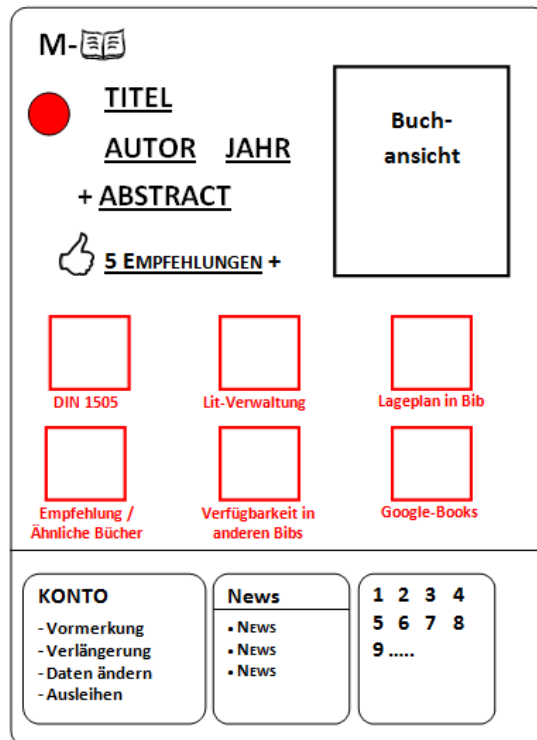 M-
TITEL
AUTOR JAHR
+ ABSTRACT
5 EMPFEHLUNGEN +
Buch-
ansicht
DIN 1505
Lit-Verwaltung
Lageplan in Bib
Empfehlung /
Ähnliche Bücher
Verfügbarkeit in
anderen Bibs
Google-Books
KONTO
- Vormerkung
- Verlängerung
- Daten ändern
- Ausleihen
News
• NEWS
• NEWS
• NEWS
1 2 3 4
5 6 7 8
9 .....